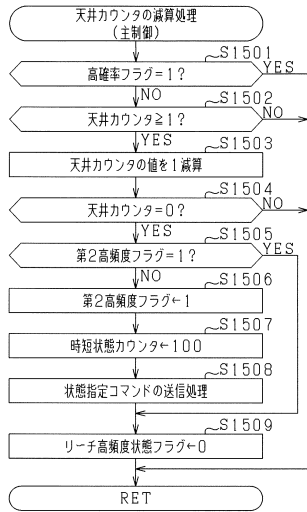 天井カウンタの減算処理
(主制御)
S1501
高確率フラグ=1?
YES
NO
S1502
天井カウンタ≧1?
NO
YES
S1503
天井カウンタの値を1減算
S1504
天井カウンタ=0?
NO
YES
S1505
第2高頻度フラグ=1?
YES
NO
S1506
第2高頻度フラグ←1
S1507
時短状態カウンタ←100
S1508
状態指定コマンドの送信処理
S1509
リーチ高頻度状態フラグ←0
RET